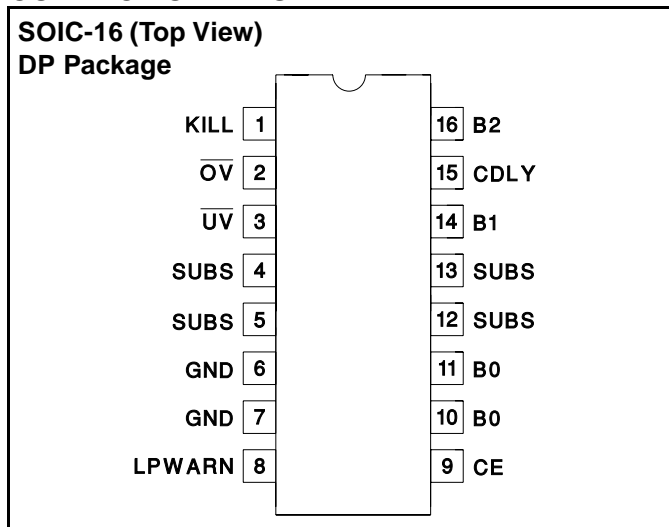 SOIC-16 (Top View)
DP Package
KILL 1 16 B2
OV 2 15 CDLY
UV 3 14 B1
SUBS 4 13 SUBS
SUBS 5 12 SUBS
GND 6 11 B0
GND 7 10 B0
LPWARN 8 9 CE